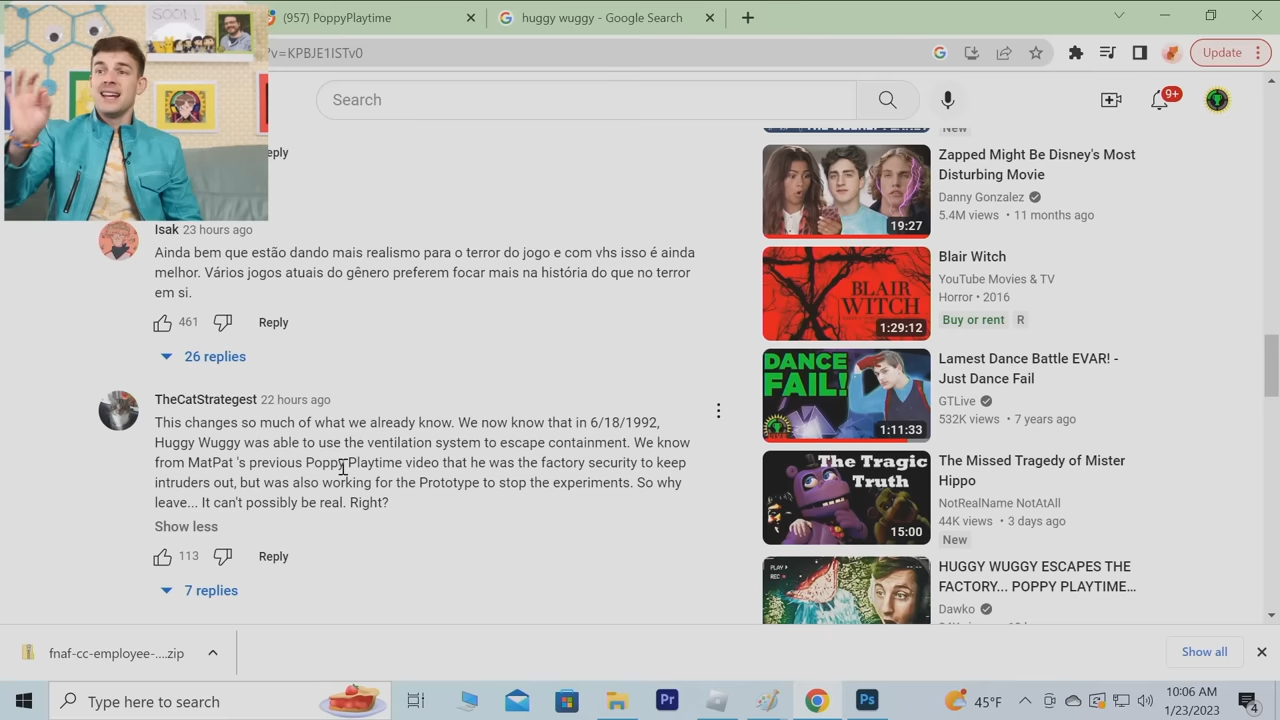 (957) PoppyPlaytime
huggy wuggy - Google Search
?v=KPBJE1ISTv0
Update
SOON
Search
9+
eply
Isak 23 hours ago
Ainda bem que estão dando mais realismo para o terror do jogo e com vhs isso é ainda
melhor. Vários jogos atuais do gênero preferem focar mais na história do que no terror
em si.
461
Reply
26 replies
TheCatStrategest 22 hours ago
This changes so much of what we already know. We now know that in 6/18/1992,
Huggy Wuggy was able to use the ventilation system to escape containment. We know
from MatPat 's previous Poppy Playtime video that he was the factory security to keep
intruders out, but was also working for the Prototype to stop the experiments. So why
leave... It can't possibly be real. Right?
Show less
113
Reply
7 replies
New
Zapped Might Be Disney's Most
Disturbing Movie
Danny Gonzalez
5.4M views • 11 months ago
19:27
BLAIR
WITCH
1:29:12
Blair Witch
YouTube Movies & TV
Horror • 2016
Buy or rent R
DANCE
FAIL!
1:11:33
Lamest Dance Battle EVAR! -
Just Dance Fail
GTLive
532K views • 7 years ago
The Tragic
Truth
15:00
The Missed Tragedy of Mister
Hippo
NotRealName NotAtAll
44K views • 3 days ago
New
PLAY
REC
HUGGY WUGGY ESCAPES THE
FACTORY... POPPY PLAYTIME...
Dawko
fnaf-cc-employee-....zip
Show all
Type here to search
Pr
Ps
45°F
10:06 AM
1/23/2023
4